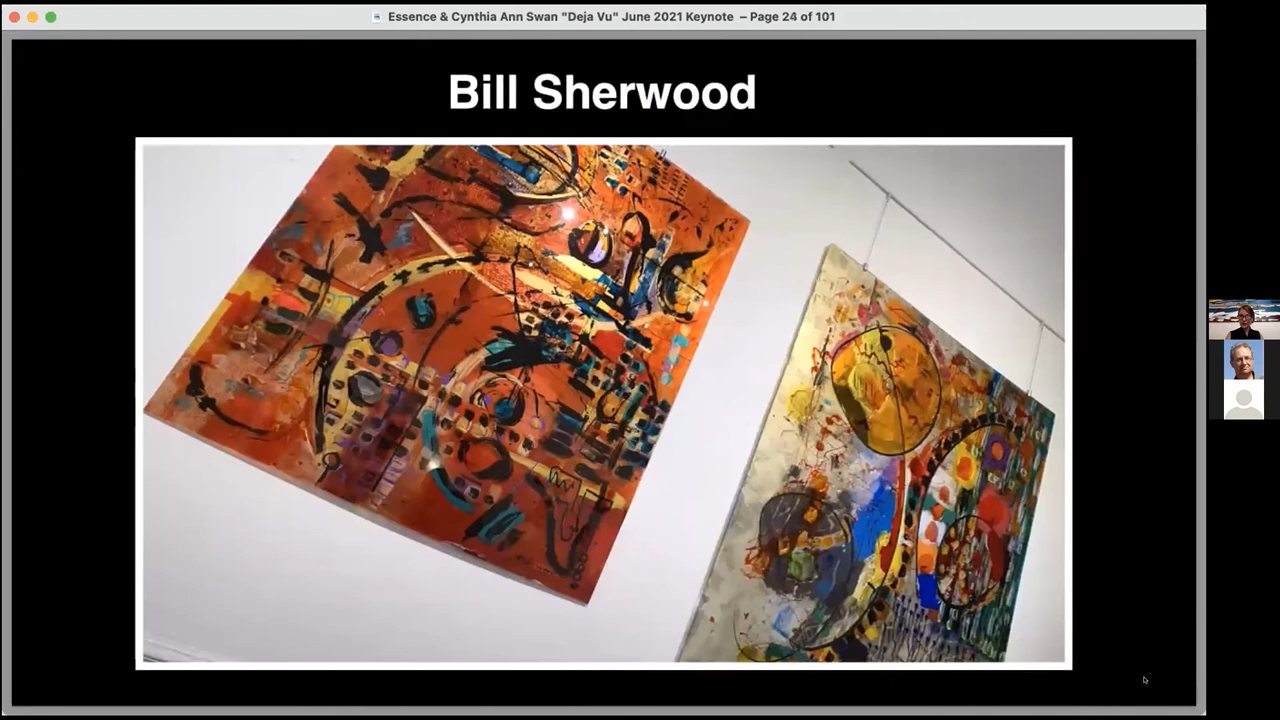 Essence & Cynthia Ann Swan "Deja Vu" June 2021 Keynote – Page 24 of 101
Bill Sherwood